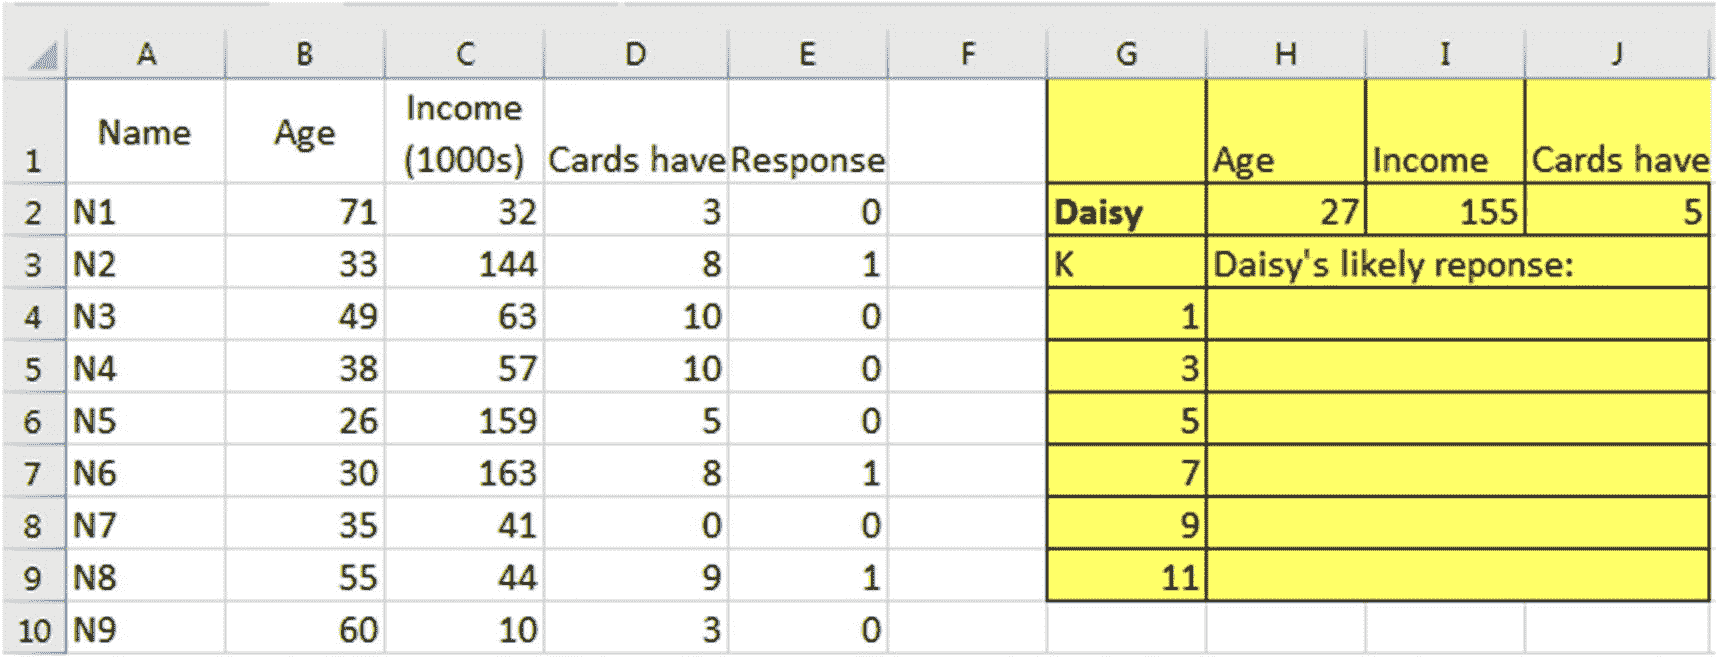 A B C D E F G H I J
1 Name Age Income (1000s) Cards have Response Age Income Cards have
2 N1 71 32 3 0 Daisy 27 155 5
3 N2 33 144 8 1 K Daisy's likely reponse:
4 N3 49 63 10 0 1
5 N4 38 57 10 0 3
6 N5 26 159 5 0 5
7 N6 30 163 8 1 7
8 N7 35 41 0 0 9
9 N8 55 44 9 1 11
10 N9 60 10 3 0